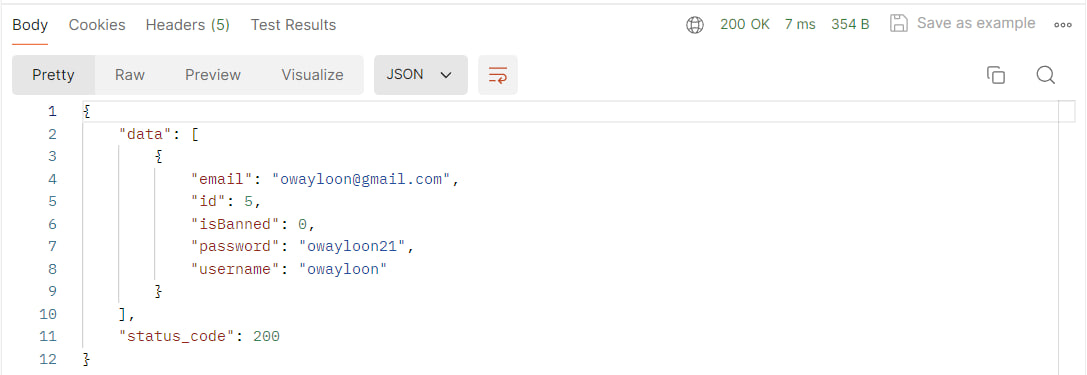 Body Cookies Headers (5) Test Results 200 OK 7 ms 354 B Save as example
Pretty Raw Preview Visualize JSON
1 {
2 "data": [
3 {
4 "email": "owayloon@gmail.com",
5 "id": 5,
6 "isBanned": 0,
7 "password": "owayloon21",
8 "username": "owayloon"
9 }
10 ],
11 "status_code": 200
12 }